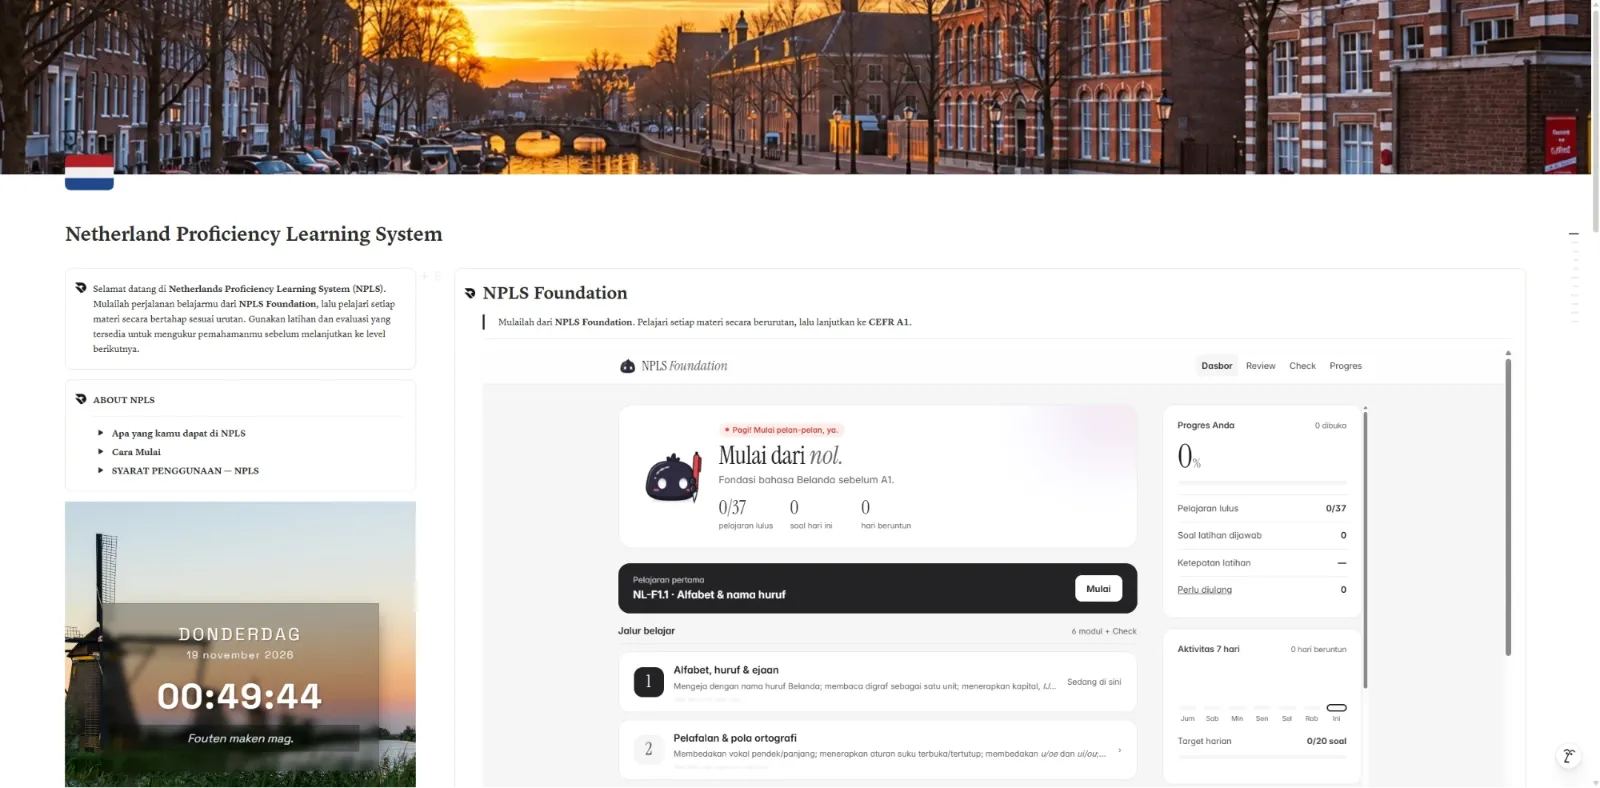 Netherland Proficiency Learning System
Selamat datang di Netherlands Proficiency Learning System (NPLS).
Mulailah perjalanan belajarmu dari NPLS Foundation, lalu pelajari setiap
materi secara bertahap sesuai urutan. Gunakan latihan dan evaluasi yang
tersedia untuk mengukur pemahamanmu sebelum melanjutkan ke level
berikutnya.
ABOUT NPLS
Apa yang kamu dapat di NPLS
Cara Mulai
SYARAT PENGGUNAAN — NPLS
DONDERDAG
19 november 2026
00:49:44
Fouten maken mag.
NPLS Foundation
Mulailah dari NPLS Foundation. Pelajari setiap materi secara berurutan, lalu lanjutkan ke CEFR A1.
NPLS Foundation
Dasbor Review Check Progres
Pagi! Mulai pelan-pelan, ya.
Mulai dari nol.
Fondasi bahasa Belanda sebelum A1.
0/37 0 0
pelajaran lulus soal hari ini hari beruntun
Pelajaran pertama
NL-F1.1 · Alfabet & nama huruf
Mulai
Jalur belajar 6 modul + Check
1
Alfabet, huruf & ejaan
Mengeja dengan nama huruf Belanda; membaca digraf sebagai satu unit; menerapkan kapital, IJ...
Sedang di sini
2
Pelafalan & pola ortografi
Membedakan vokal pendek/panjang; menerapkan aturan suku terbuka/tertutup; membedakan u/oe dan ui/ou;...
Progres Anda 0 dibuka
0%
Pelajaran lulus 0/37
Soal latihan dijawab 0
Ketepatan latihan —
Perlu diulang 0
Aktivitas 7 hari 0 hari beruntun
Jum Sab Min Sen Sel Rab Ini
Target harian 0/20 soal